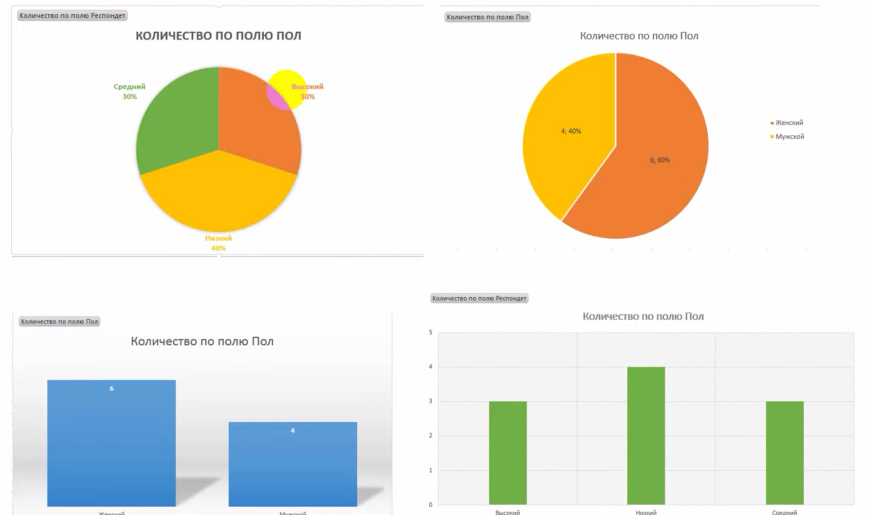 Количество по полю Респондет
КОЛИЧЕСТВО ПО ПОЛЮ ПОЛ
Средний
30%
Высокий
30%
Низкий
40%
Количество по полю Пол
Количество по полю Пол
4; 40%
6; 60%
Женский
Мужской
Количество по полю Пол
Количество по полю Пол
6
4
Женский
Мужской
Количество по полю Респондет
Количество по полю Пол
5
4
3
2
1
0
Высокий
Низкий
Средний